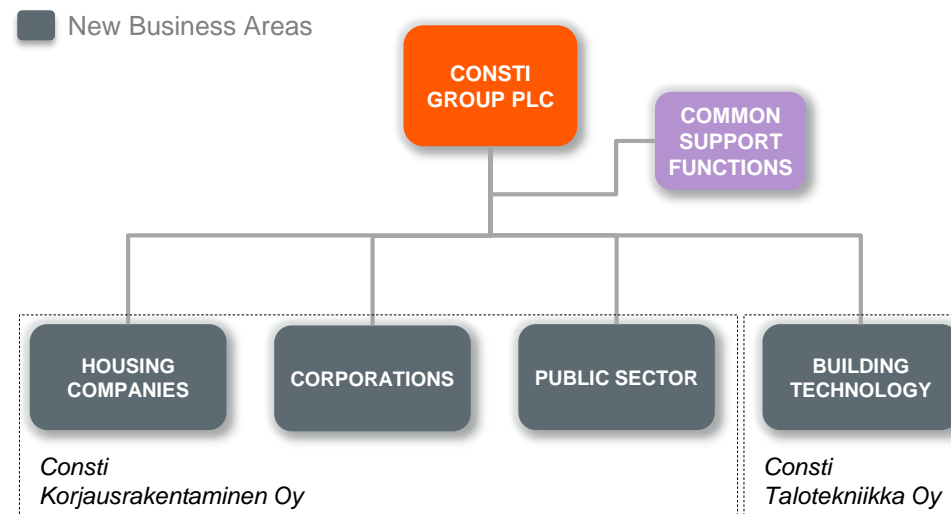 New Business Areas
CONSTI
GROUP PLC
COMMON
SUPPORT
FUNCTIONS
HOUSING
COMPANIES
CORPORATIONS
PUBLIC SECTOR
BUILDING
TECHNOLOGY
Consti
Korjausrakentaminen Oy
Consti
Talotekniikka Oy